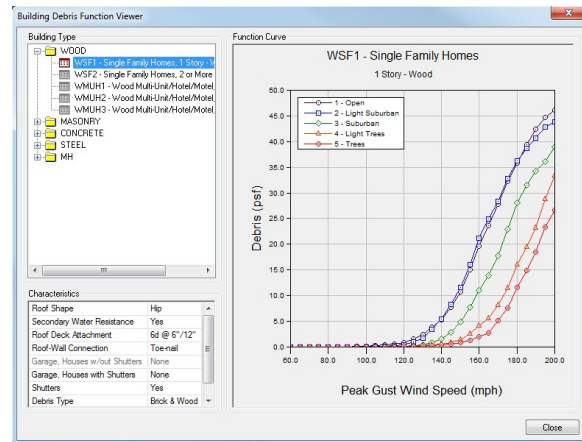 Building Debris Function Viewer
Building Type
WOOD
WSF1 - Single Family Homes, 1 Story - W
WSF2 - Single Family Homes, 2 or More
WMUH1 - Wood Multi-Unit/Hotel/Motel,
WMUH2 - Wood Multi-Unit/Hotel/Motel,
WMUH3 - Wood Multi-Unit/Hotel/Motel,
MASONRY
CONCRETE
STEEL
MH
Characteristics
Roof Shape Hip
Secondary Water Resistance Yes
Roof Deck Attachment 6d @ 6"/12"
Roof-Wall Connection Toe-nail
Garage, Houses w/out Shutters None
Garage, Houses with Shutters None
Shutters Yes
Debris Type Brick & Wood
Function Curve
WSF1 - Single Family Homes
1 Story - Wood
1 - Open
2 - Light Suburban
3 - Suburban
4 - Light Trees
5 - Trees
Debris (psf)
50.0
45.0
40.0
35.0
30.0
25.0
20.0
15.0
10.0
5.0
0.0
60.0 80.0 100.0 120.0 140.0 160.0 180.0 200.0
Peak Gust Wind Speed (mph)
Close